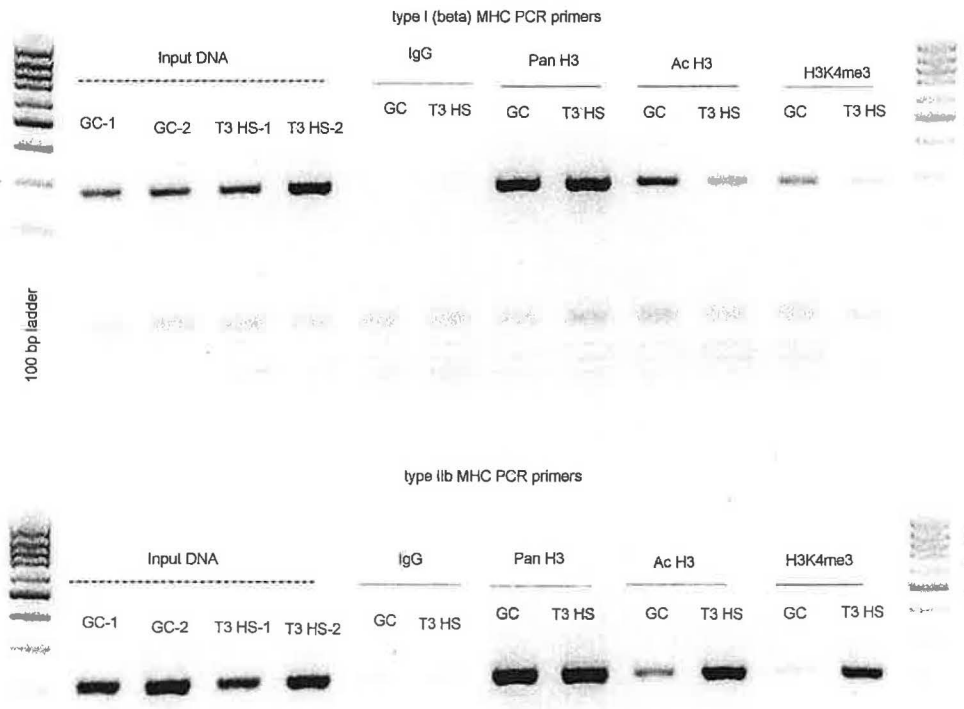 type I (beta) MHC PCR primers
Input DNA IgG Pan H3 Ac H3 H3K4me3
GC-1 GC-2 T3 HS-1 T3 HS-2 GC T3 HS GC T3 HS GC T3 HS GC T3 HS
100 bp ladder
type IIb MHC PCR primers
Input DNA IgG Pan H3 Ac H3 H3K4me3
GC-1 GC-2 T3 HS-1 T3 HS-2 GC T3 HS GC T3 HS GC T3 HS GC T3 HS